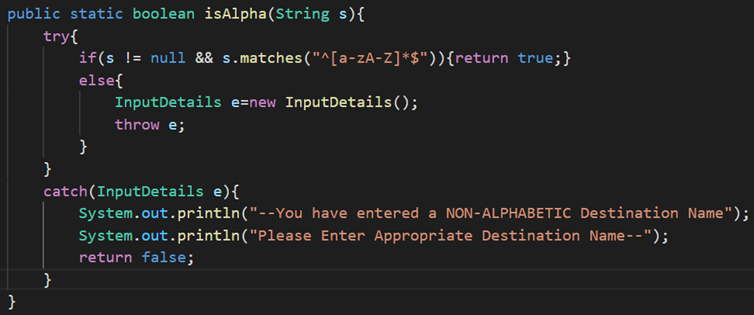 public static boolean isAlpha(String s){
    try{
        if(s != null && s.matches("^[a-zA-Z]*$")){return true;}
        else{
            InputDetails e=new InputDetails();
            throw e;
        }
    }
    catch(InputDetails e){
        System.out.println("--You have entered a NON-ALPHABETIC Destination Name");
        System.out.println("Please Enter Appropriate Destination Name--");
        return false;
    }
}